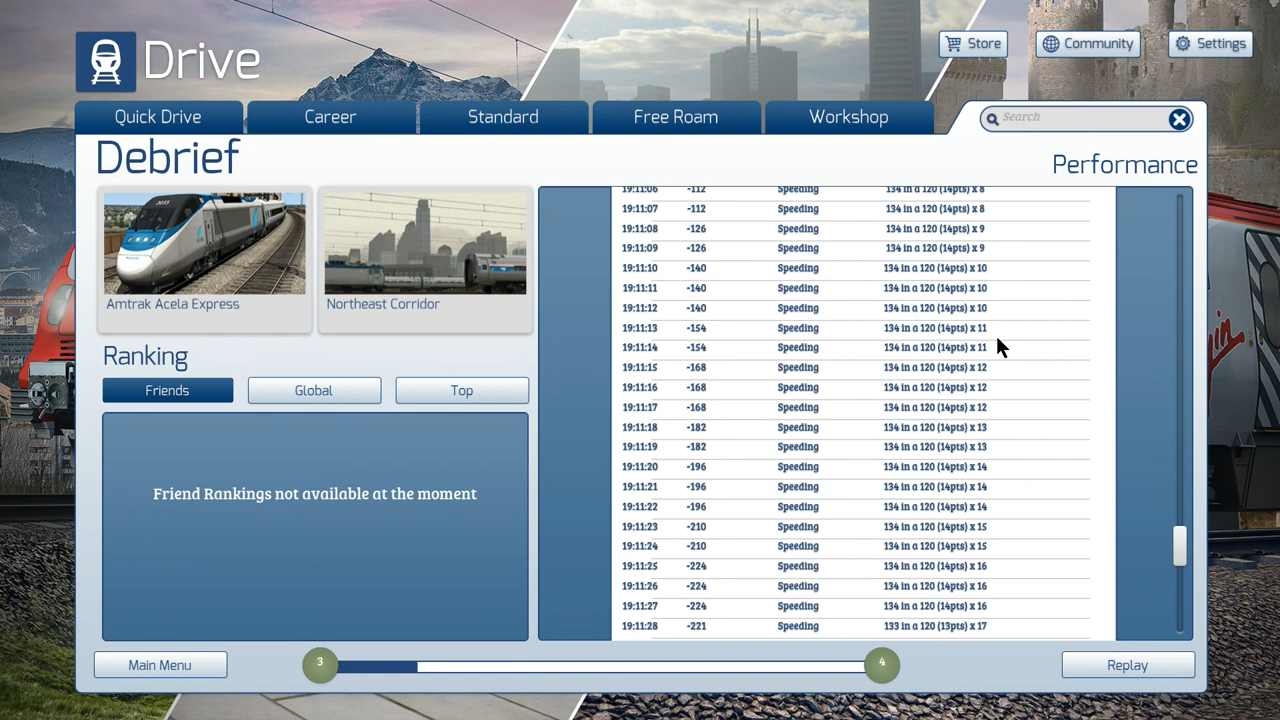 Drive
Store
Community
Settings
Quick Drive
Career
Standard
Free Roam
Workshop
Search
Debrief
Performance
Amtrak Acela Express
Northeast Corridor
Ranking
Friends
Global
Top
Friend Rankings not available at the moment
19:11:06 -112 Speeding 134 in a 120 (14pts) x 8
19:11:07 -112 Speeding 134 in a 120 (14pts) x 8
19:11:08 -126 Speeding 134 in a 120 (14pts) x 9
19:11:09 -126 Speeding 134 in a 120 (14pts) x 9
19:11:10 -140 Speeding 134 in a 120 (14pts) x 10
19:11:11 -140 Speeding 134 in a 120 (14pts) x 10
19:11:12 -140 Speeding 134 in a 120 (14pts) x 10
19:11:13 -154 Speeding 134 in a 120 (14pts) x 11
19:11:14 -154 Speeding 134 in a 120 (14pts) x 11
19:11:15 -168 Speeding 134 in a 120 (14pts) x 12
19:11:16 -168 Speeding 134 in a 120 (14pts) x 12
19:11:17 -168 Speeding 134 in a 120 (14pts) x 12
19:11:18 -182 Speeding 134 in a 120 (14pts) x 13
19:11:19 -182 Speeding 134 in a 120 (14pts) x 13
19:11:20 -196 Speeding 134 in a 120 (14pts) x 14
19:11:21 -196 Speeding 134 in a 120 (14pts) x 14
19:11:22 -196 Speeding 134 in a 120 (14pts) x 14
19:11:23 -210 Speeding 134 in a 120 (14pts) x 15
19:11:24 -210 Speeding 134 in a 120 (14pts) x 15
19:11:25 -224 Speeding 134 in a 120 (14pts) x 16
19:11:26 -224 Speeding 134 in a 120 (14pts) x 16
19:11:27 -224 Speeding 134 in a 120 (14pts) x 16
19:11:28 -221 Speeding 133 in a 120 (13pts) x 17
Main Menu
3
4
Replay